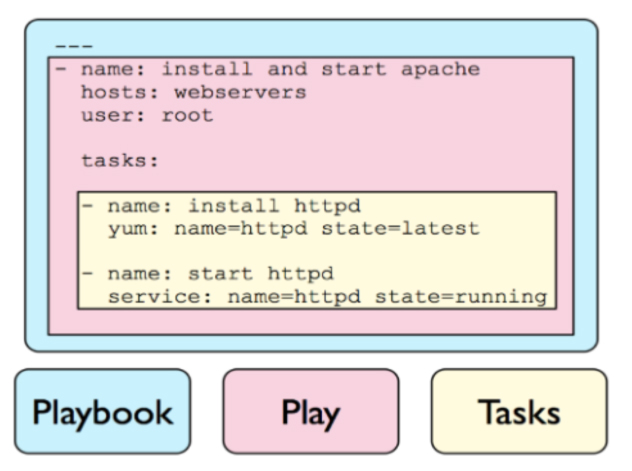 ---
- name: install and start apache
  hosts: webservers
  user: root
  tasks:
  - name: install httpd
    yum: name=httpd state=latest
  - name: start httpd
    service: name=httpd state=running
Playbook
Play
Tasks